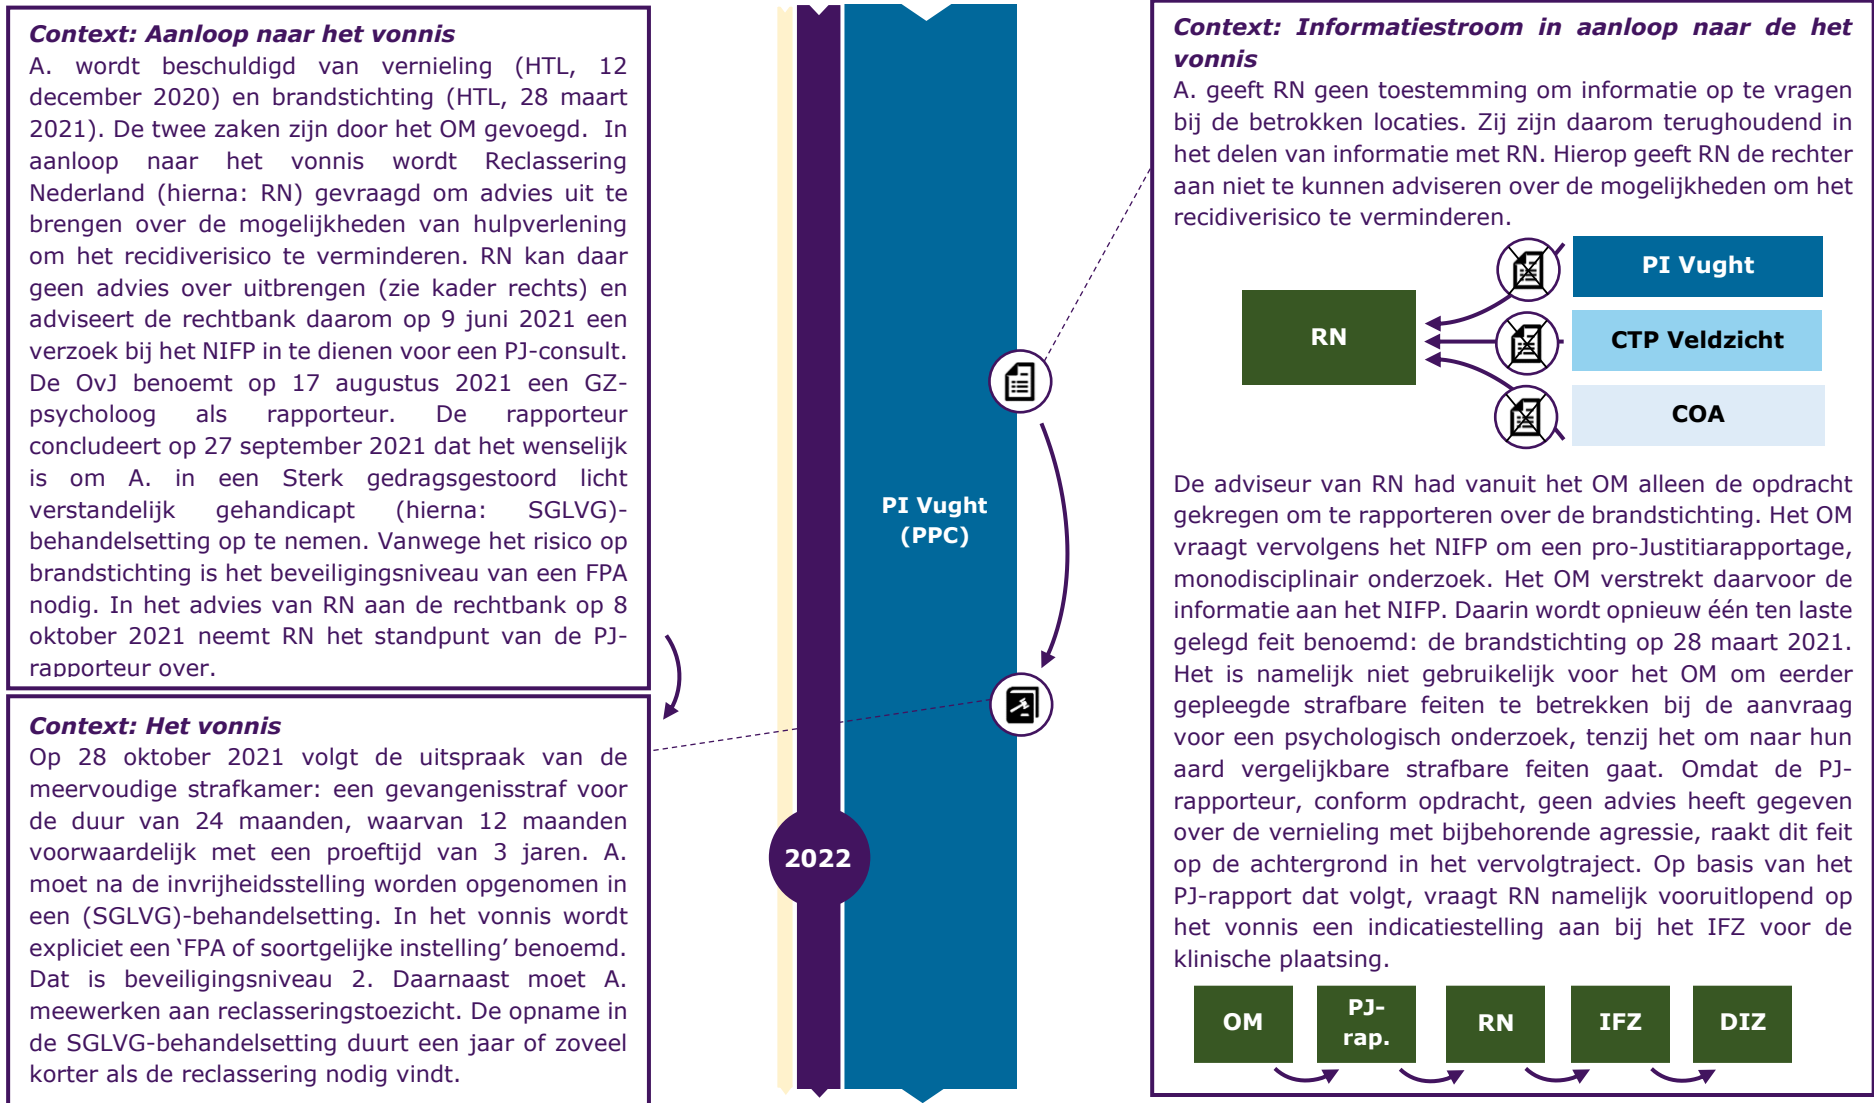 Context: Aanloop naar het vonnis
A. wordt beschuldigd van vernieling (HTL, 12
december 2020) en brandstichting (HTL, 28 maart
2021). De twee zaken zijn door het OM gevoegd. In
aanloop naar het vonnis wordt Reclassering
Nederland (hierna: RN) gevraagd om advies uit te
brengen over de mogelijkheden van hulpverlening
om het recidiverisico te verminderen. RN kan daar
geen advies over uitbrengen (zie kader rechts) en
adviseert de rechtbank daarom op 9 juni 2021 een
verzoek bij het NIFP in te dienen voor een PJ-consult.
De OvJ benoemt op 17 augustus 2021 een GZ-
psycholoog als rapporteur. De rapporteur
concludeert op 27 september 2021 dat het wenselijk
is om A. in een Sterk gedragsgestoord licht
verstandelijk gehandicapt (hierna: SGLVG)-
behandelsetting op te nemen. Vanwege het risico op
brandstichting is het beveiligingsniveau van een FPA
nodig. In het advies van RN aan de rechtbank op 8
oktober 2021 neemt RN het standpunt van de PJ-
rapporteur over.
Context: Het vonnis
Op 28 oktober 2021 volgt de uitspraak van de
meervoudige strafkamer: een gevangenisstraf voor
de duur van 24 maanden, waarvan 12 maanden
voorwaardelijk met een proeftijd van 3 jaren. A.
moet na de invrijheidsstelling worden opgenomen in
een (SGLVG)-behandelsetting. In het vonnis wordt
expliciet een ‘FPA of soortgelijke instelling’ benoemd.
Dat is beveiligingsniveau 2. Daarnaast moet A.
meewerken aan reclasseringstoezicht. De opname in
de SGLVG-behandelsetting duurt een jaar of zoveel
korter als de reclassering nodig vindt.
PI Vught
(PPC)
2022
Context: Informatiestroom in aanloop naar de het
vonnis
A. geeft RN geen toestemming om informatie op te vragen
bij de betrokken locaties. Zij zijn daarom terughoudend in
het delen van informatie met RN. Hierop geeft RN de rechter
aan niet te kunnen adviseren over de mogelijkheden om het
recidiverisico te verminderen.
RN
PI Vught
CTP Veldzicht
COA
De adviseur van RN had vanuit het OM alleen de opdracht
gekregen om te rapporteren over de brandstichting. Het OM
vraagt vervolgens het NIFP om een pro-Justitiarapportage,
monodisciplinair onderzoek. Het OM verstrekt daarvoor de
informatie aan het NIFP. Daarin wordt opnieuw één ten laste
gelegd feit benoemd: de brandstichting op 28 maart 2021.
Het is namelijk niet gebruikelijk voor het OM om eerder
gepleegde strafbare feiten te betrekken bij de aanvraag
voor een psychologisch onderzoek, tenzij het om naar hun
aard vergelijkbare strafbare feiten gaat. Omdat de PJ-
rapporteur, conform opdracht, geen advies heeft gegeven
over de vernieling met bijbehorende agressie, raakt dit feit
op de achtergrond in het vervolgtraject. Op basis van het
PJ-rapport dat volgt, vraagt RN namelijk vooruitlopend op
het vonnis een indicatiestelling aan bij het IFZ voor de
klinische plaatsing.
OM
PJ-
rap.
RN
IFZ
DIZ